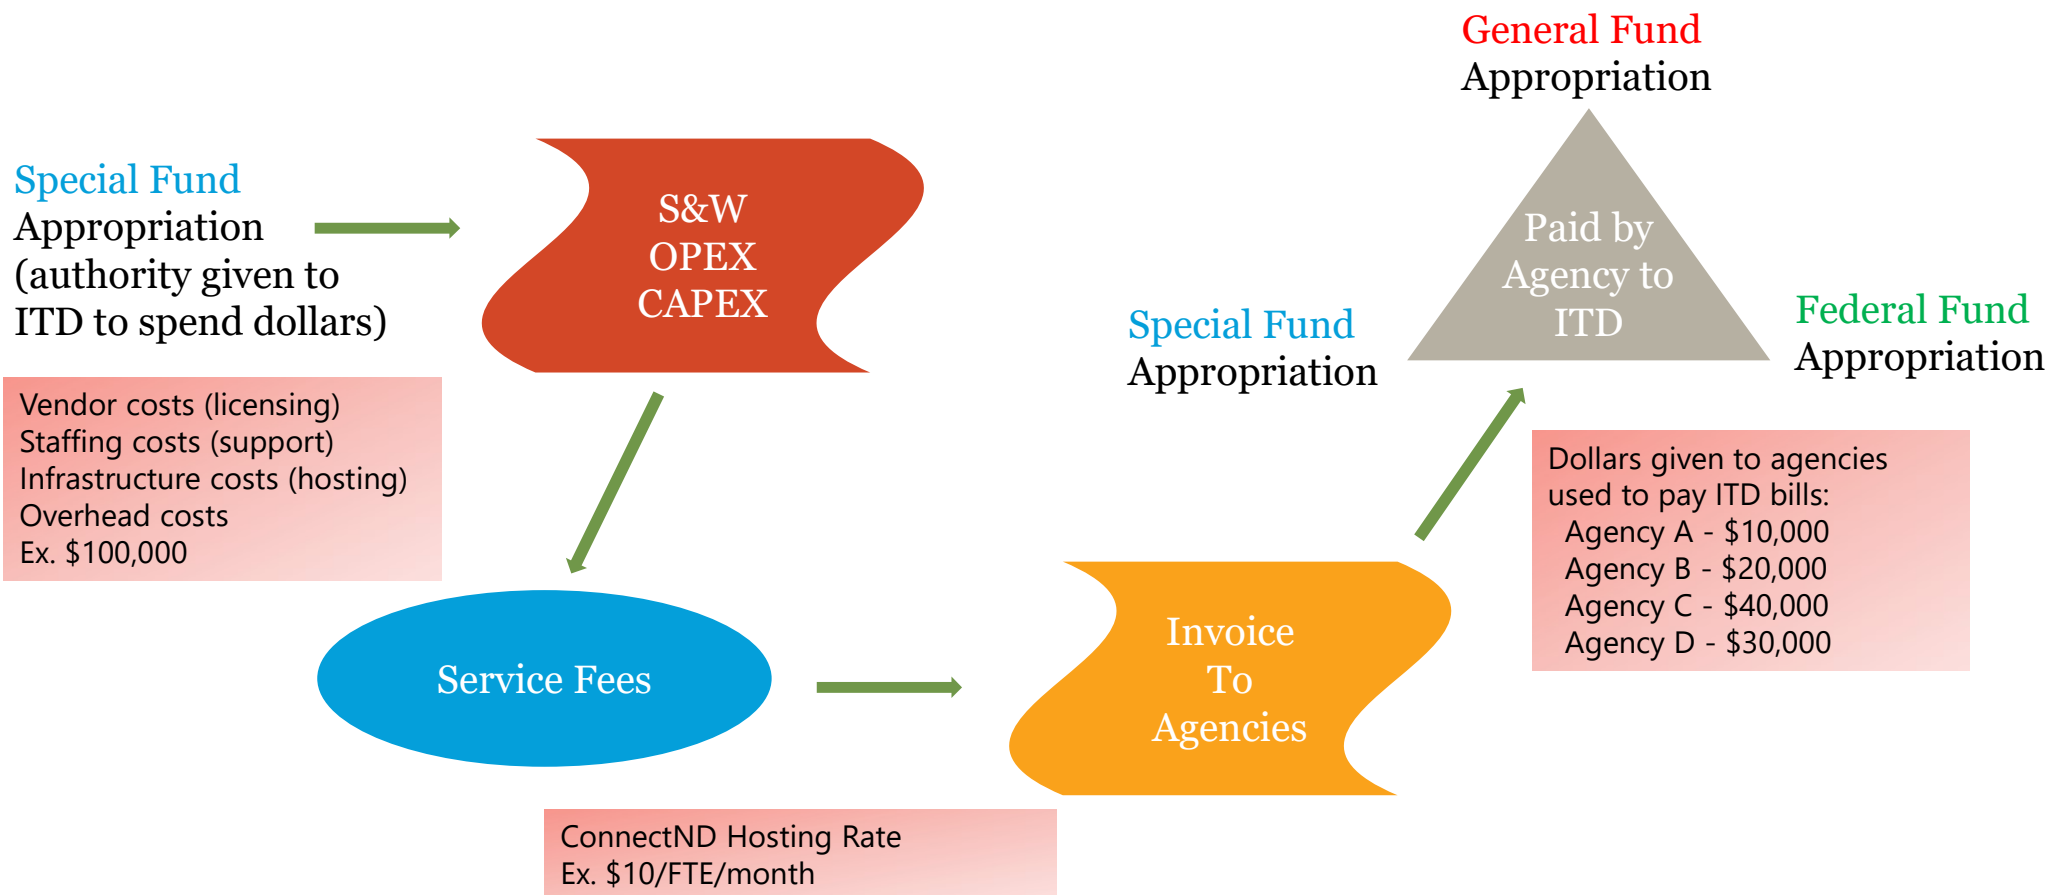 Special Fund
Appropriation
(authority given to
ITD to spend dollars)
Vendor costs (licensing)
Staffing costs (support)
Infrastructure costs (hosting)
Overhead costs
Ex. $100,000
S&W
OPEX
CAPEX
Service Fees
ConnectND Hosting Rate
Ex. $10/FTE/month
Invoice
To
Agencies
General Fund
Appropriation
Paid by
Agency to
ITD
Special Fund
Appropriation
Federal Fund
Appropriation
Dollars given to agencies
used to pay ITD bills:
Agency A - $10,000
Agency B - $20,000
Agency C - $40,000
Agency D - $30,000